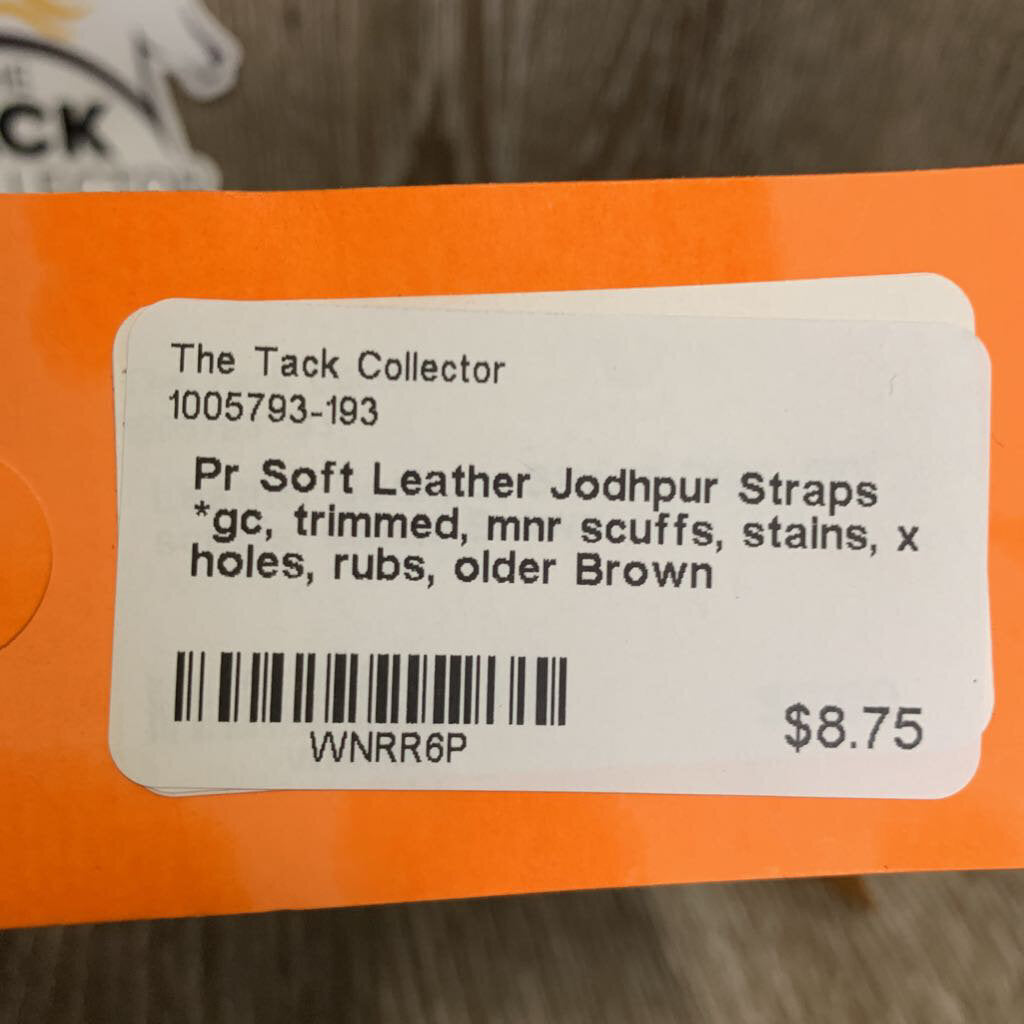 CK
The Tack Collector
1005793-193
Pr Soft Leather Jodhpur Straps
*gc, trimmed, mnr scuffs, stains, x
holes, rubs, older Brown
WNRR6P
$8.75